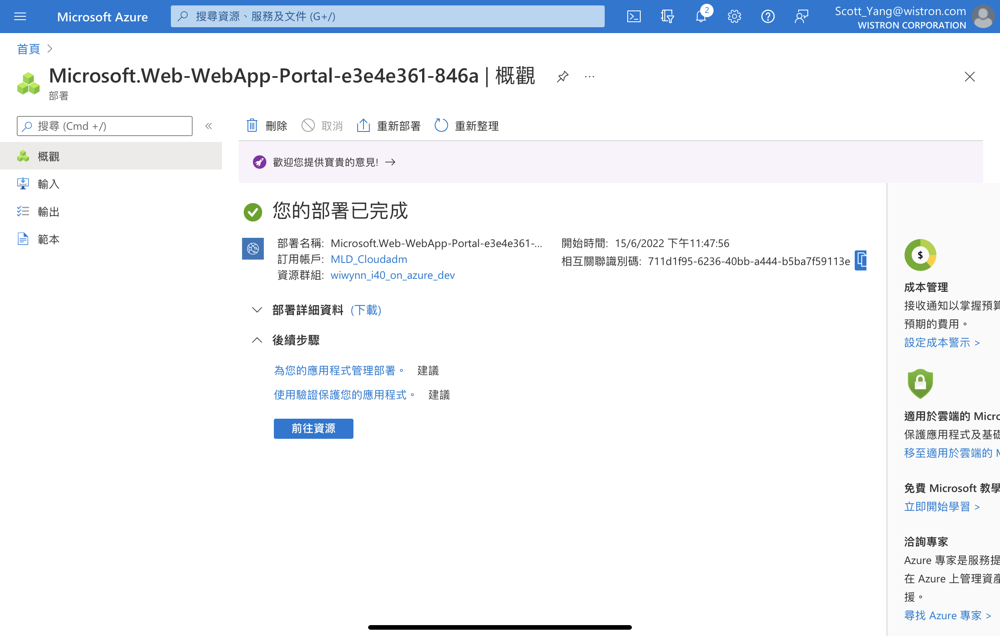 Microsoft Azure
搜尋資源、服務及文件 (G+/)
2
Scott_Yang@wistron.com
WISTRON CORPORATION
首頁
Microsoft.Web-WebApp-Portal-e3e4e361-846a | 概觀
部署
搜尋 (Cmd +/)
刪除
取消
重新部署
重新整理
概觀
輸入
輸出
範本
歡迎您提供寶貴的意見! →
您的部署已完成
部署名稱: Microsoft.Web-WebApp-Portal-e3e4e361-...
訂用帳戶: MLD_Cloudadm
資源群組: wiwynn_i40_on_azure_dev
開始時間: 15/6/2022 下午11:47:56
相互關聯識別碼: 711d1f95-6236-40bb-a444-b5ba7f59113e
部署詳細資料 (下載)
後續步驟
為您的應用程式管理部署。 建議
使用驗證保護您的應用程式。 建議
前往資源
$
成本管理
接收通知以掌握預算
預期的費用。
設定成本警示 >
適用於雲端的 Micro
保護應用程式及基礎
移至適用於雲端的 M
免費 Microsoft 教學
立即開始學習 >
洽詢專家
Azure 專家是服務提
在 Azure 上管理資產
援。
尋找 Azure 專家 >